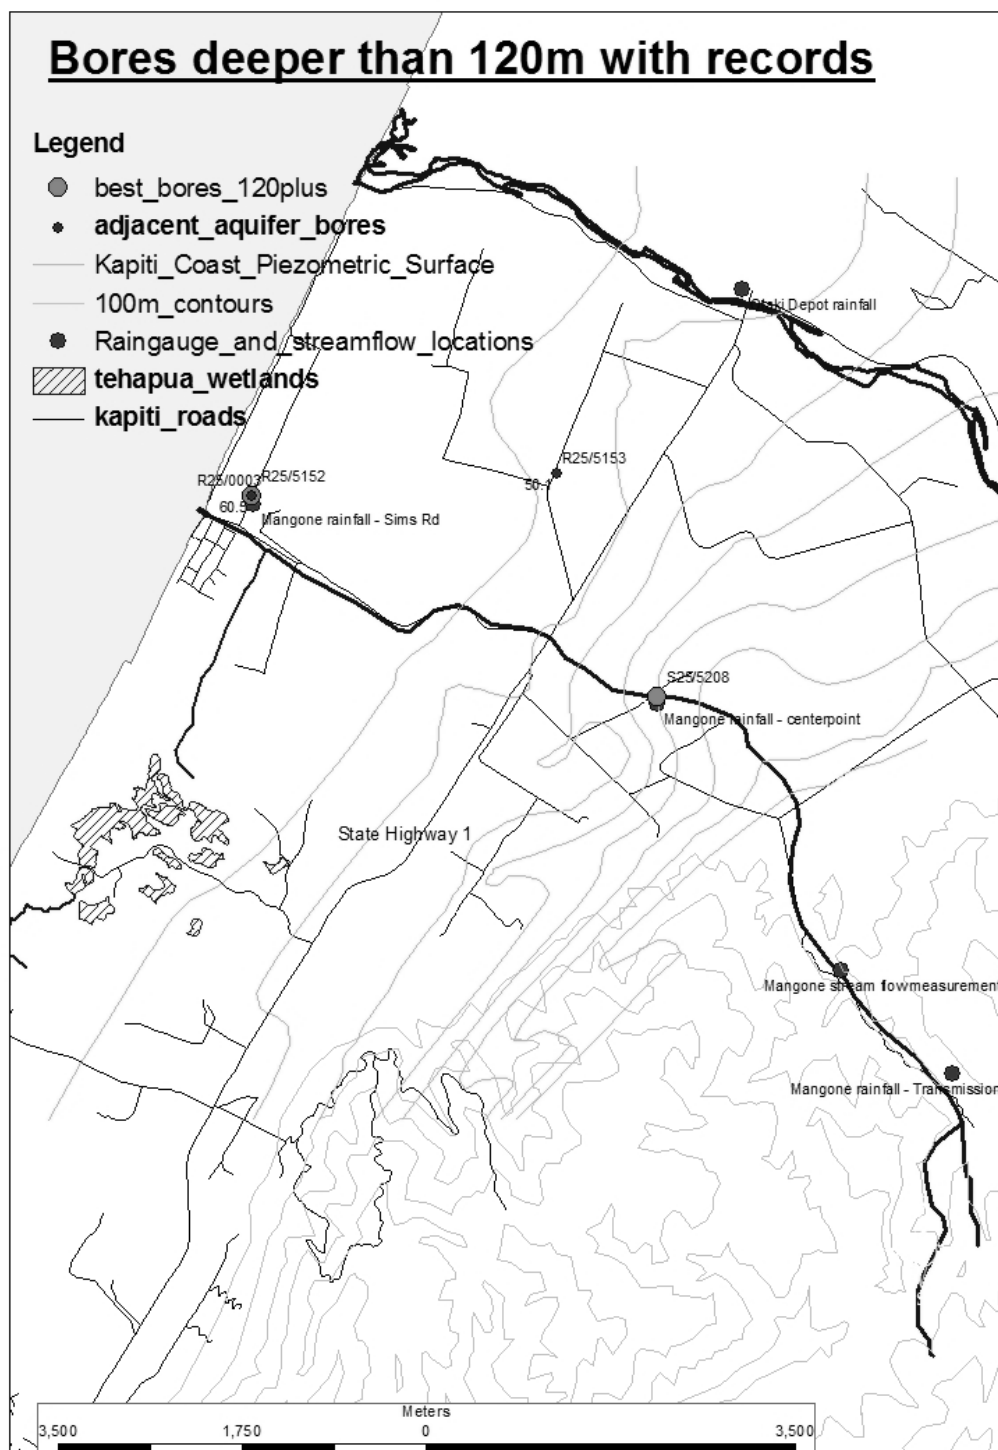 Bores deeper than 120m with records
Legend
best_bores_120plus
adjacent_aquifer_bores
Kapiti_Coast_Piezometric_Surface
100m_contours
Raingauge_and_streamflow_locations
tehapua_wetlands
kapiti_roads
Otaki Depot rainfall
R25/5153
R25/0003
R25/5152
Mangone rainfall - Sims Rd
S25/5208
Mangone rainfall - centerpoint
State Highway 1
Mangone stream flowmeasurement
Mangone rainfall - Transmission
Meters
3,500 1,750 0 3,500